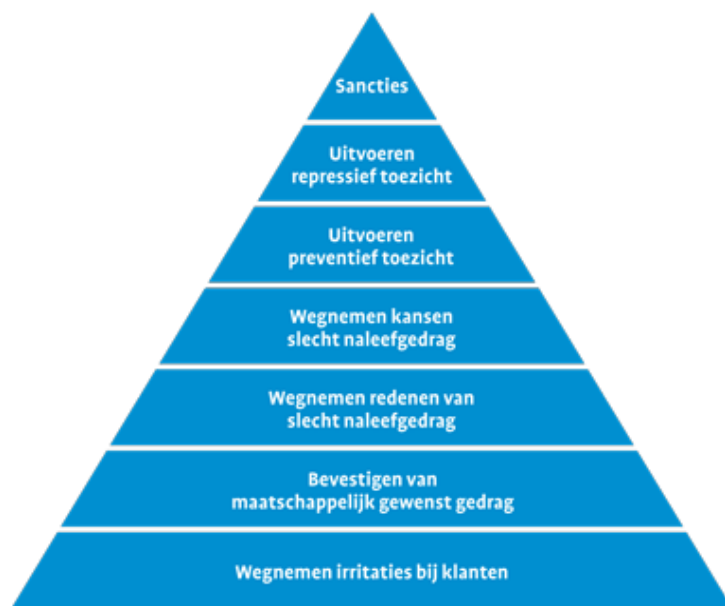 Sancties
Uitvoeren
repressief toezicht
Uitvoeren
preventief toezicht
Wegnemen kansen
slecht naleefgedrag
Wegnemen redenen van
slecht naleefgedrag
Bevestigen van
maatschappelijk gewenst gedrag
Wegnemen irritaties bij klanten